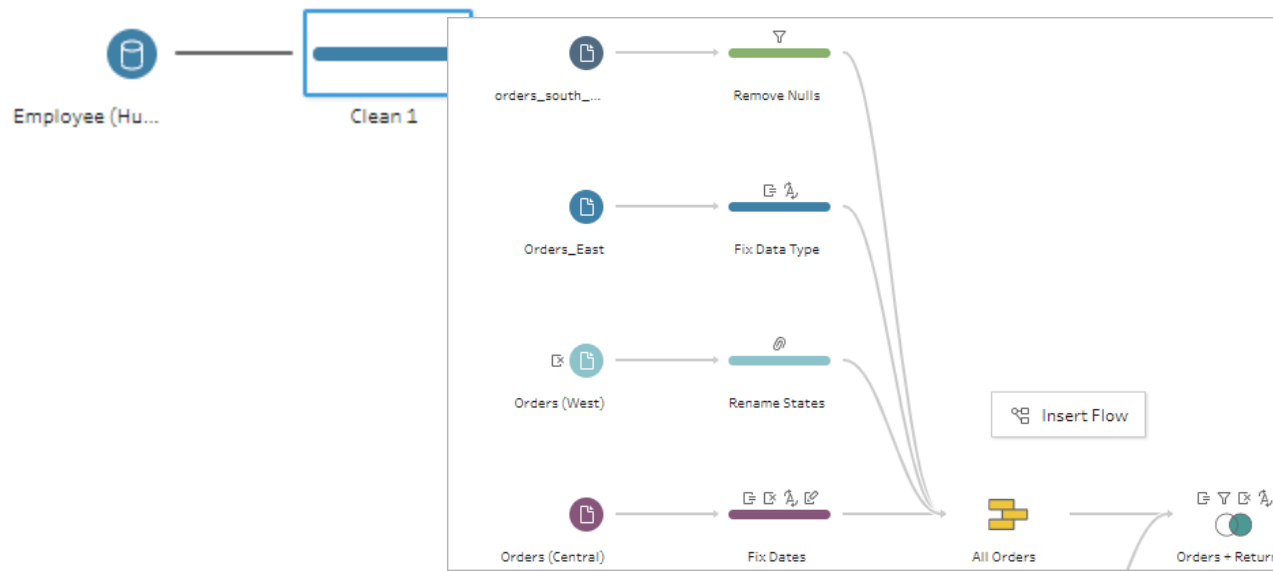 Employee (Hu...
Clean 1
orders_south_...
Remove Nulls
Orders_East
Fix Data Type
Orders (West)
Rename States
Insert Flow
Orders (Central)
Fix Dates
All Orders
Orders + Return